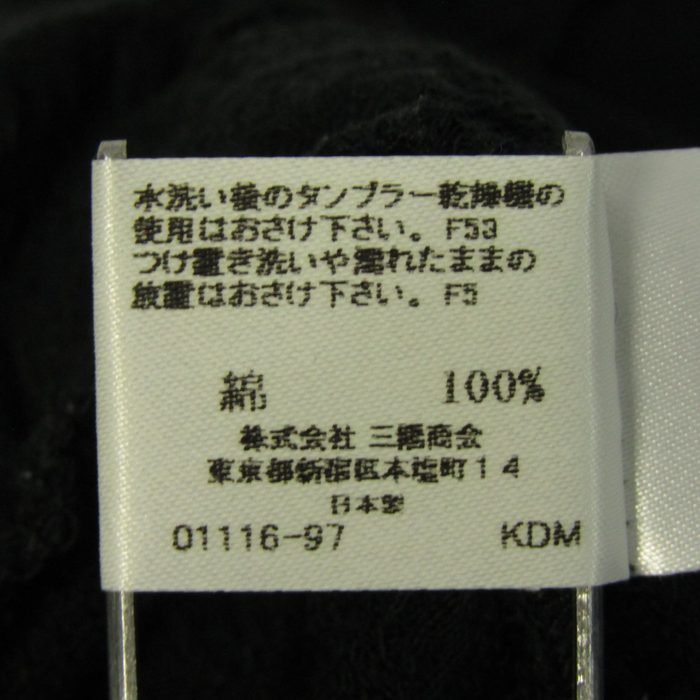 水洗い後のタンブラー乾燥機の
使用はおさけ下さい。F53
つけ置き洗いや濡れたままの
放置はおさけ下さい。F5
綿 100%
株式会社 三陽商会
東京都新宿区本塩町14
日本製
01116-97 KDM